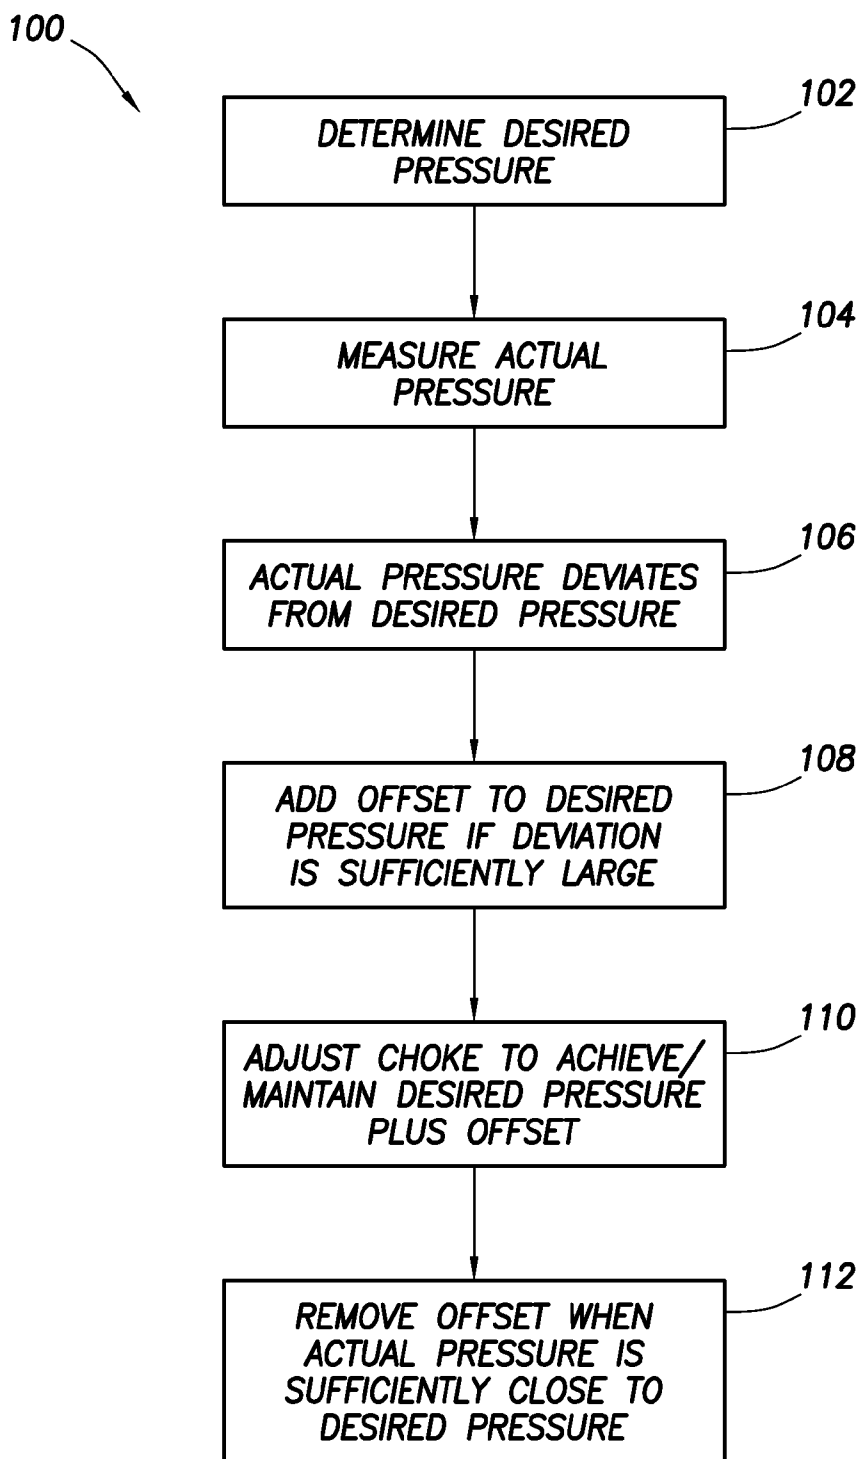 100
102
DETERMINE DESIRED
PRESSURE
104
MEASURE ACTUAL
PRESSURE
106
ACTUAL PRESSURE DEVIATES
FROM DESIRED PRESSURE
108
ADD OFFSET TO DESIRED
PRESSURE IF DEVIATION
IS SUFFICIENTLY LARGE
110
ADJUST CHOKE TO ACHIEVE/
MAINTAIN DESIRED PRESSURE
PLUS OFFSET
112
REMOVE OFFSET WHEN
ACTUAL PRESSURE IS
SUFFICIENTLY CLOSE TO
DESIRED PRESSURE